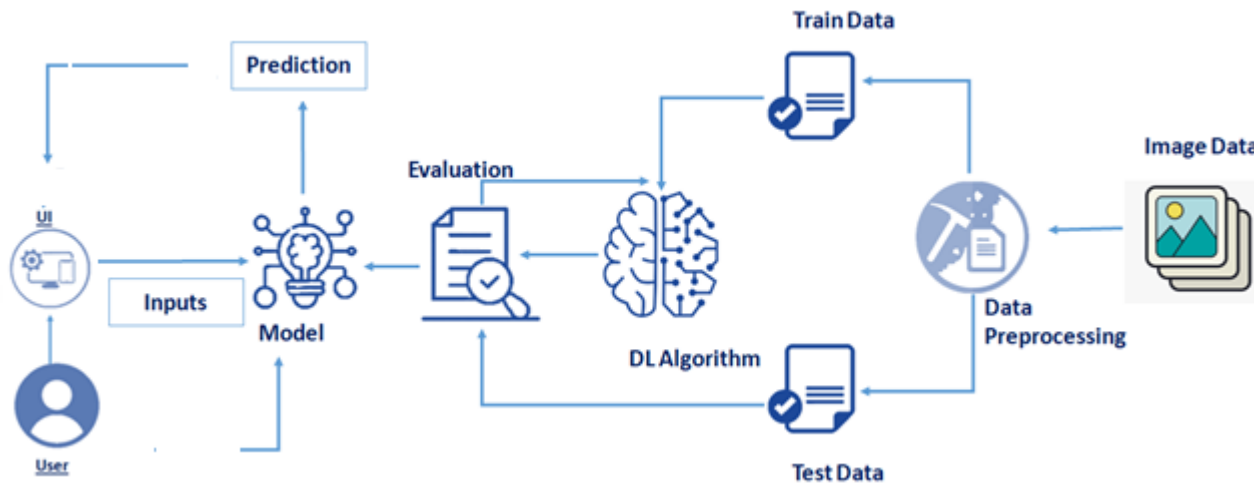 Train Data
Prediction
Image Data
Evaluation
UI
Inputs
Model
Data
Preprocessing
DL Algorithm
User
Test Data